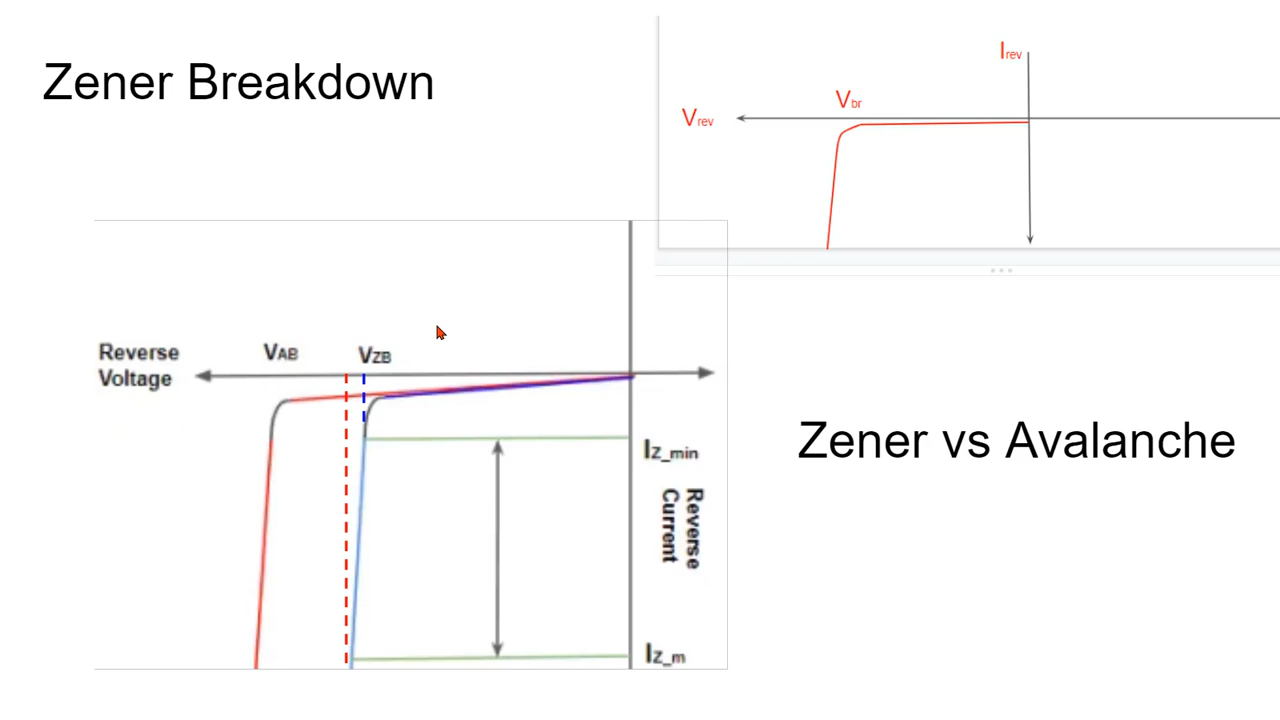 Zener Breakdown
Irev
Vbr
Vrev
Reverse
Voltage
VAB
VZB
IZ_min
Reverse
Current
IZ_m
Zener vs Avalanche